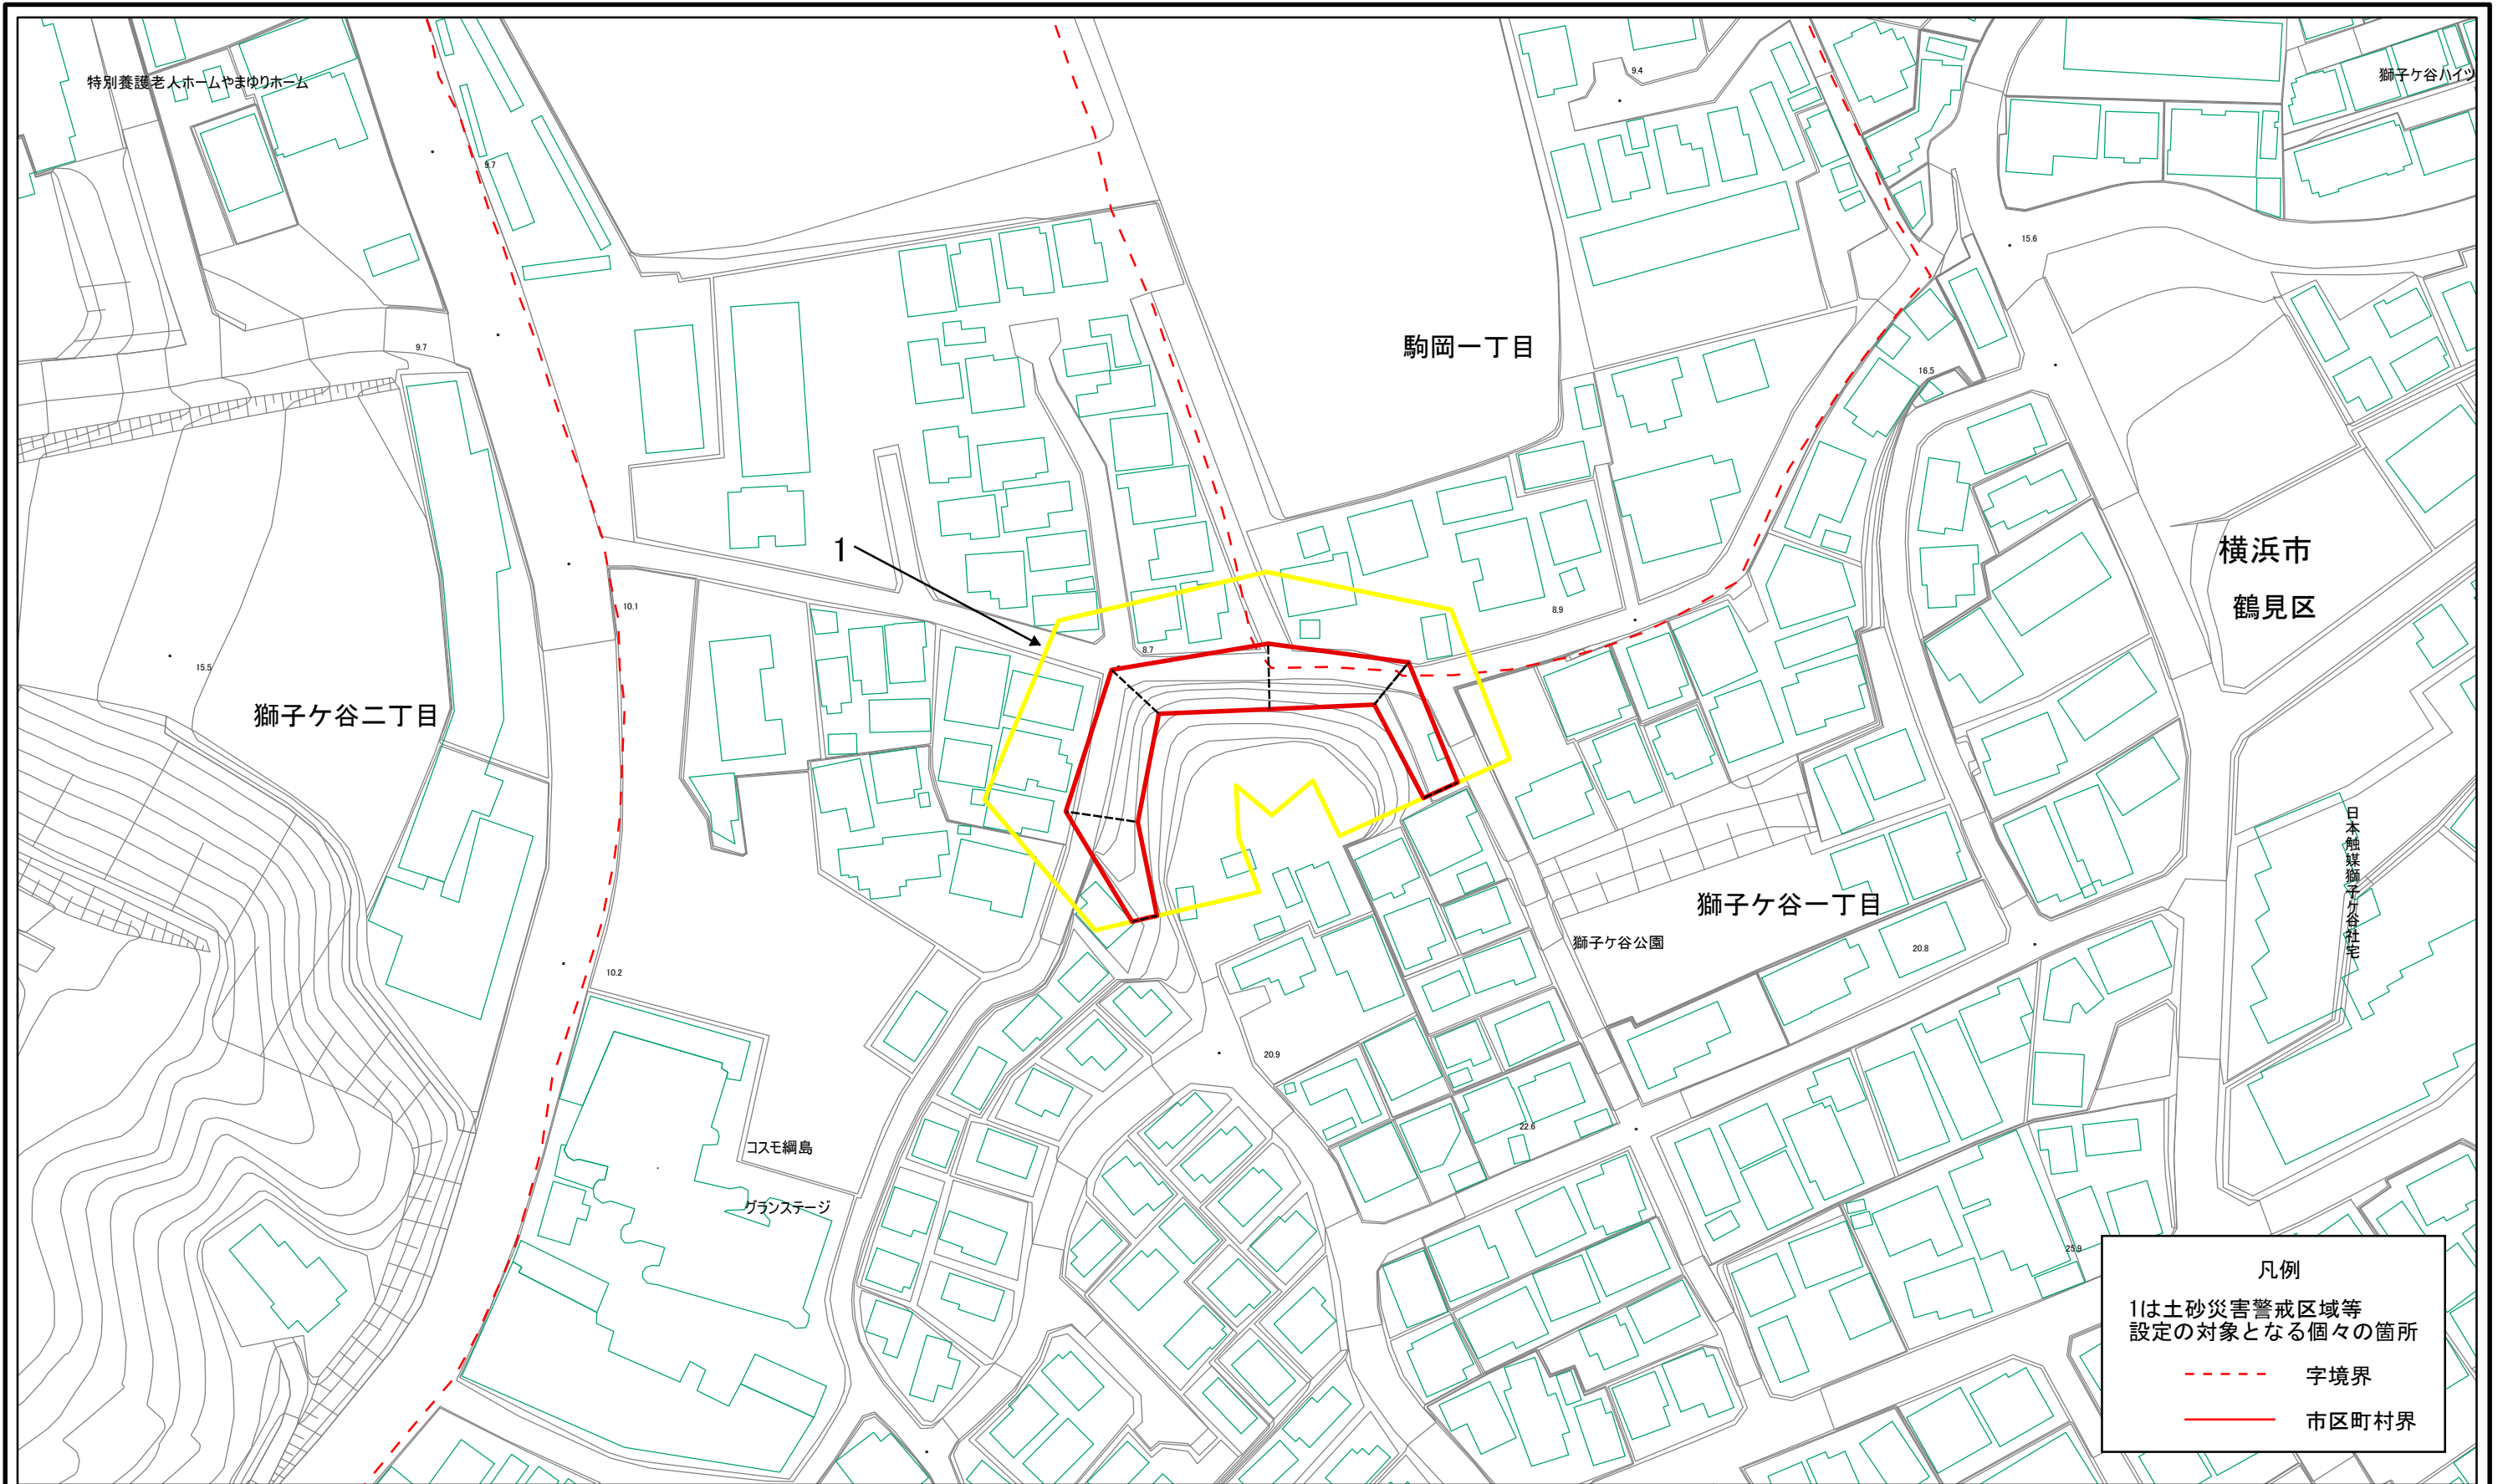 特別養護老人ホームやまゆりホーム
9.4
獅子ケ谷ハイツ
9.7
15.6
9.7
駒岡一丁目
16.5
横浜市
鶴見区
1
10.1
8.9
8.7
15.5
獅子ケ谷二丁目
日本触媒獅子ケ谷社宅
獅子ケ谷一丁目
獅子ケ谷公園
20.8
10.2
20.9
22.6
コスモ綱島
グランステージ
25.9
凡例
1は土砂災害警戒区域等
設定の対象となる個々の箇所
字境界
市区町村界